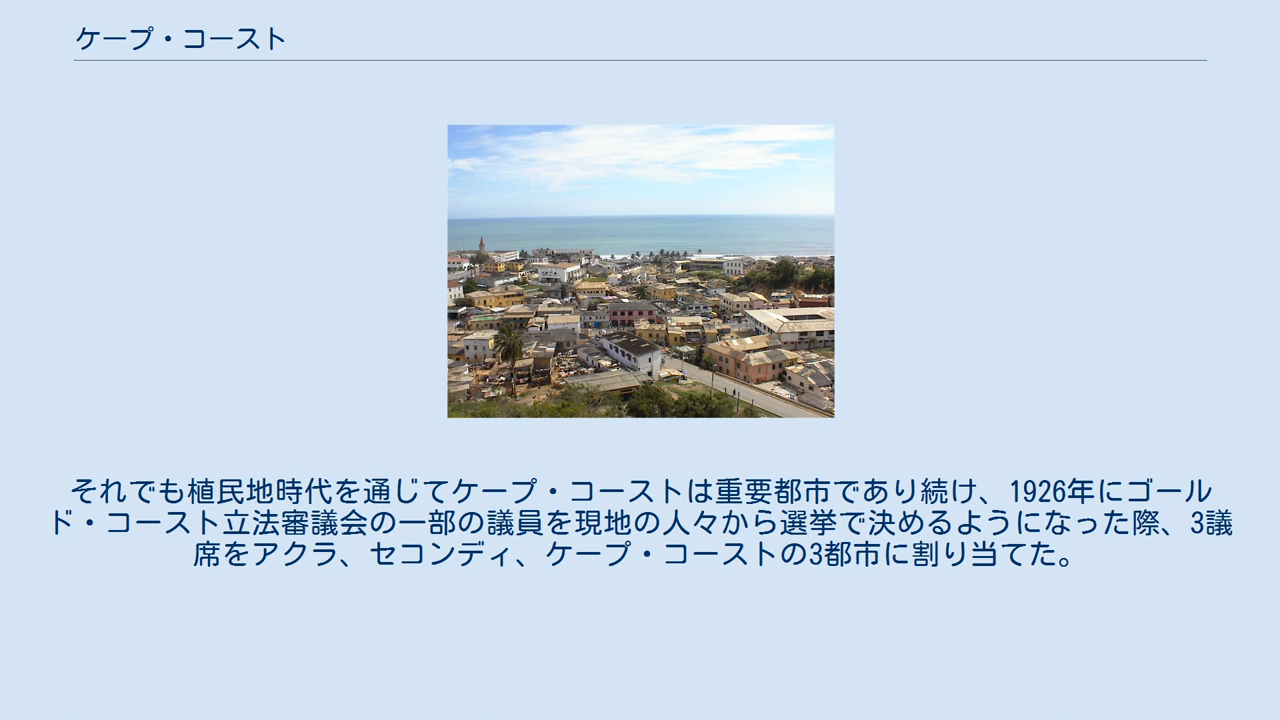 ケープ・コースト
それでも植民地時代を通じてケープ・コーストは重要都市であり続け、1926年にゴール
ド・コースト立法審議会の一部の議員を現地の人々から選挙で決めるようになった際、3議
席をアクラ、セコンディ、ケープ・コーストの3都市に割り当てた。